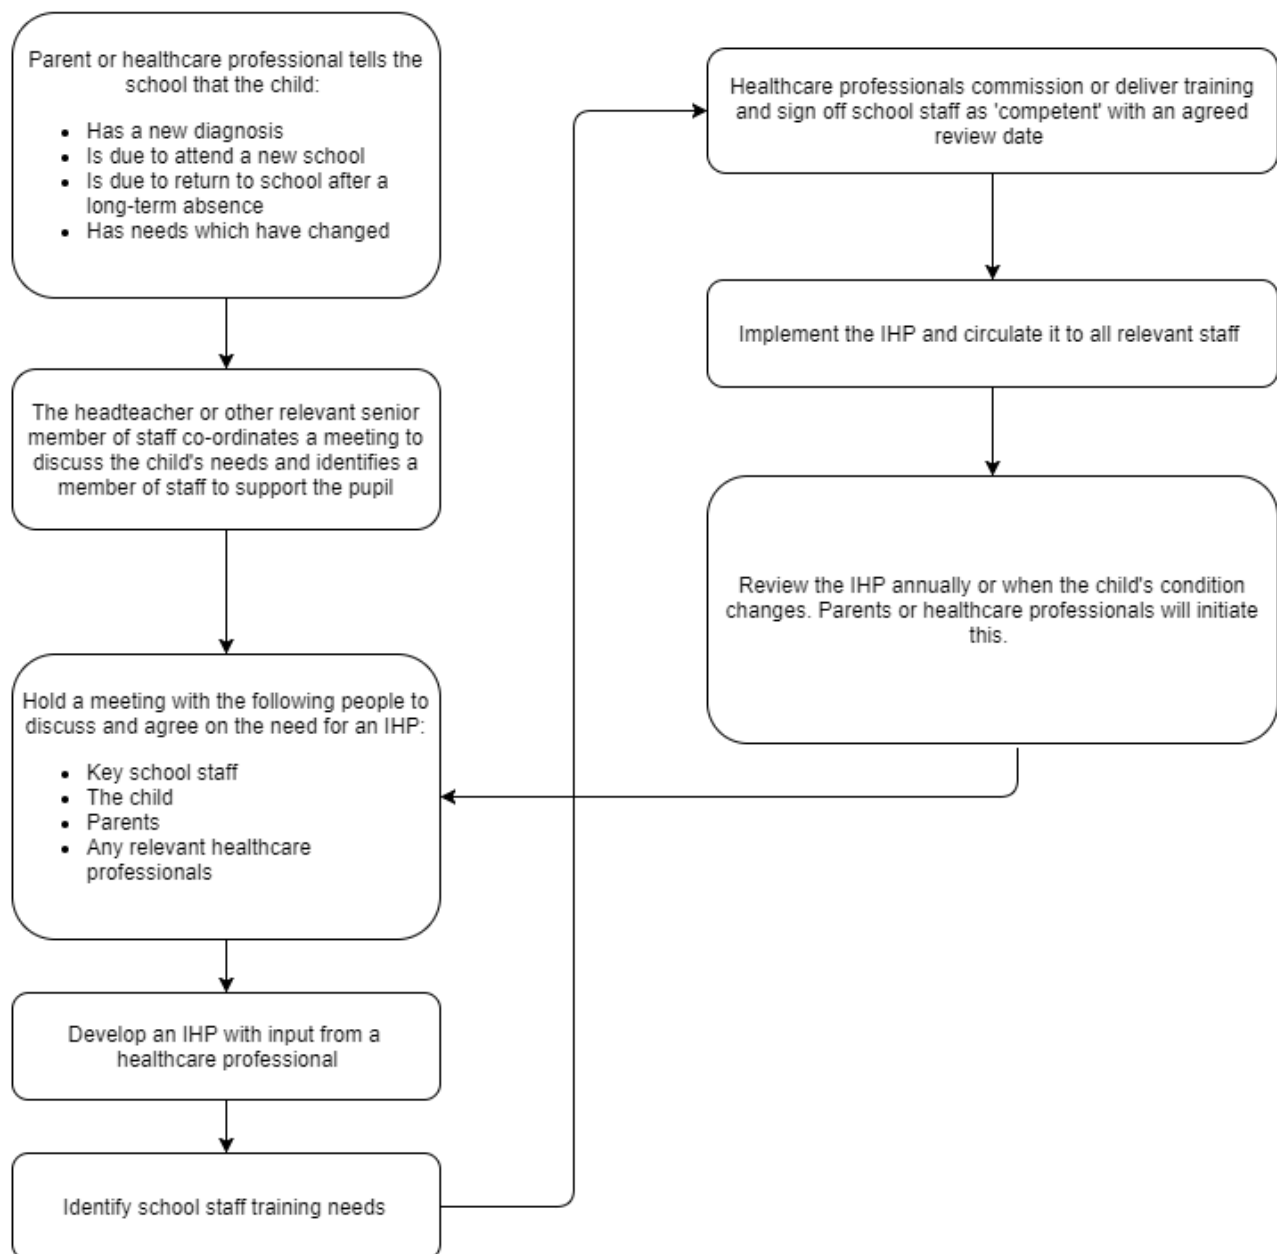 Parent or healthcare professional tells the
school that the child:
• Has a new diagnosis
• Is due to attend a new school
• Is due to return to school after a
long-term absence
• Has needs which have changed
The headteacher or other relevant senior
member of staff co-ordinates a meeting to
discuss the child's needs and identifies a
member of staff to support the pupil
Hold a meeting with the following people to
discuss and agree on the need for an IHP:
• Key school staff
• The child
• Parents
• Any relevant healthcare
professionals
Develop an IHP with input from a
healthcare professional
Identify school staff training needs
Healthcare professionals commission or deliver training
and sign off school staff as 'competent' with an agreed
review date
Implement the IHP and circulate it to all relevant staff
Review the IHP annually or when the child's condition
changes. Parents or healthcare professionals will initiate
this.